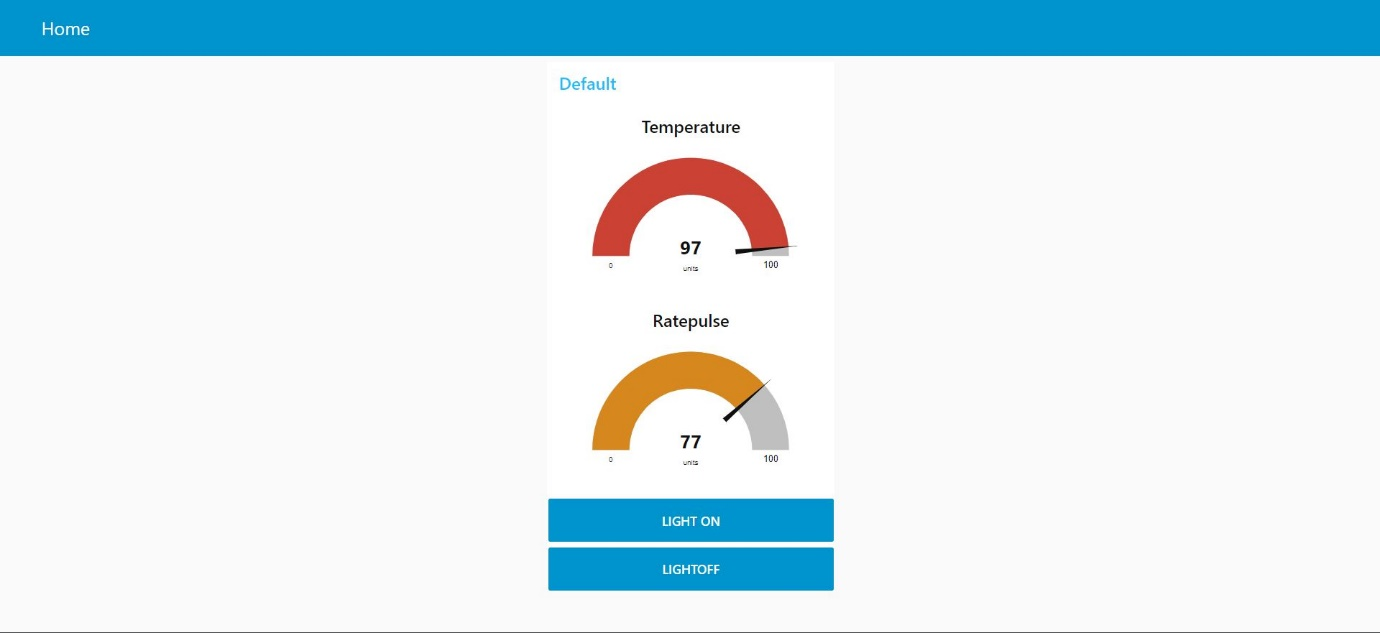 Home
Default
Temperature
97
units
0
100
Ratepulse
77
units
0
100
LIGHT ON
LIGHTOFF